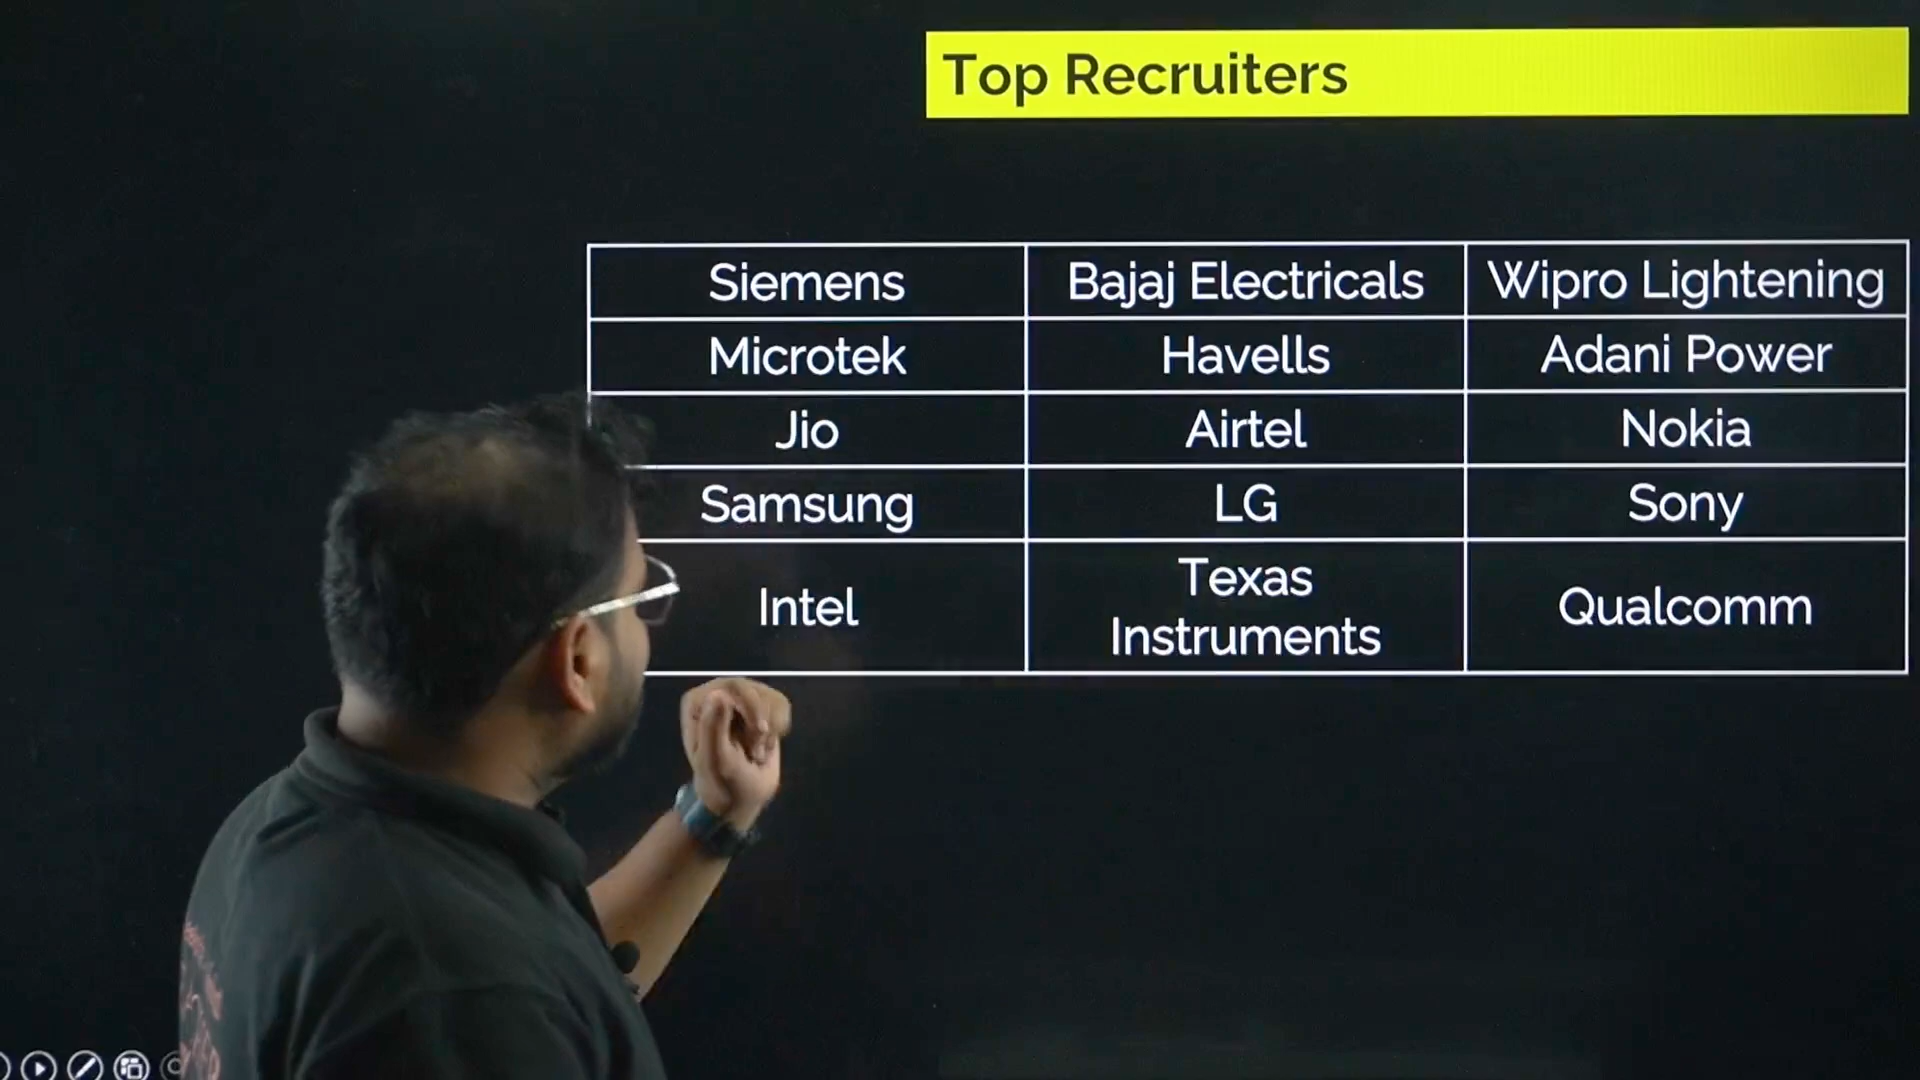 Top Recruiters
Siemens
Bajaj Electricals
Wipro Lightening
Microtek
Havells
Adani Power
Jio
Airtel
Nokia
Samsung
LG
Sony
Intel
Texas
Instruments
Qualcomm